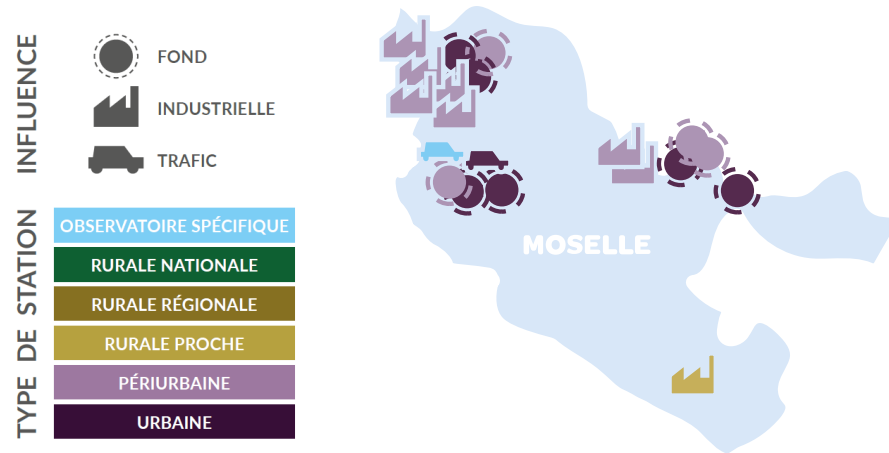 INFLUENCE
FOND
INDUSTRIELLE
TRAFIC
TYPE DE STATION
OBSERVATOIRE SPÉCIFIQUE
RURALE NATIONALE
RURALE RÉGIONALE
RURALE PROCHE
PÉRIURBAINE
URBAINE
MOSELLE